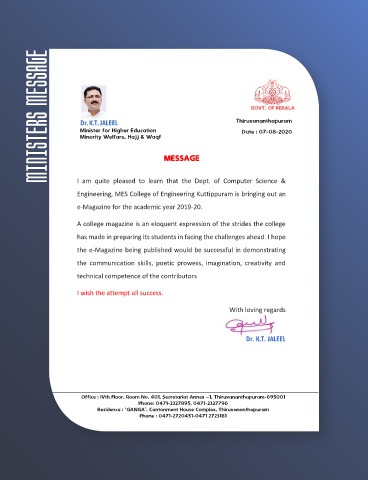 MINISTERS MESSAGE
GOVT. OF KERALA
Dr. K.T. JALEEL
Minister for Higher Education
Minority Welfare, Hajj & Waqf
Thiruvananthapuram
Date : 07-08-2020
MESSAGE
I am quite pleased to learn that the Dept. of Computer Science &
Engineering, MES College of Engineering Kuttippuram is bringing out an
e-Magazine for the academic year 2019-20.
A college magazine is an eloquent expression of the strides the college
has made in preparing its students in facing the challenges ahead. I hope
the e-Magazine being published would be successful in demonstrating
the communication skills, poetic prowess, imagination, creativity and
technical competence of the contributors
I wish the attempt all success.
With loving regards
Dr. K.T. JALEEL
Office : IVth Floor, Room No. 401, Secretariat Annex -1, Thiruvananthapuram-695001
Phone: 0471-2327895, 0471-2327796
Residence : 'GANGA', Cantonment House Complex, Thiruvananthapuram
Phone : 0471-2720451-0471 2723181